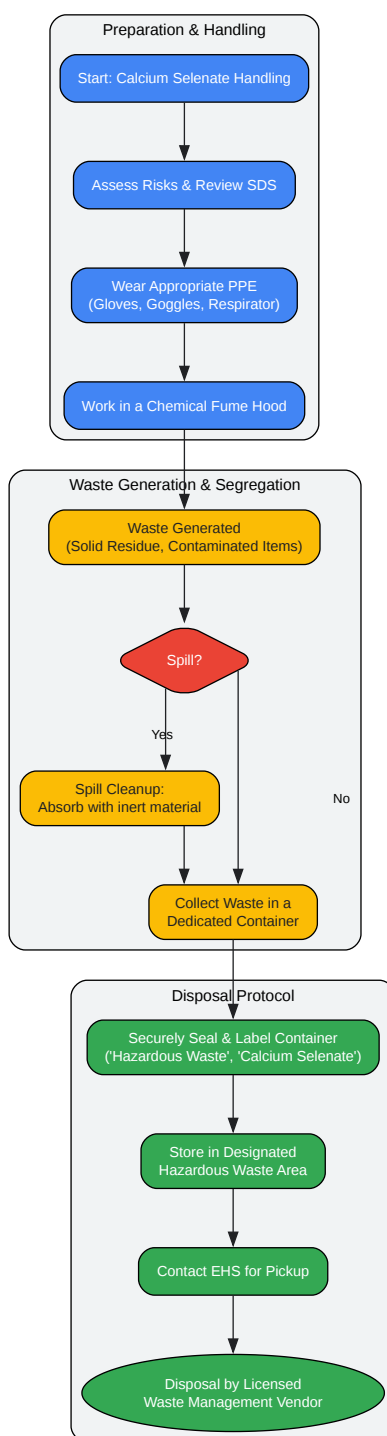 Preparation & Handling
Start: Calcium Selenate Handling
Assess Risks & Review SDS
Wear Appropriate PPE
(Gloves, Goggles, Respirator)
Work in a Chemical Fume Hood
Waste Generation & Segregation
Waste Generated
(Solid Residue, Contaminated Items)
Spill?
Yes
Spill Cleanup:
Absorb with inert material
No
Collect Waste in a
Dedicated Container
Disposal Protocol
Securely Seal & Label Container
('Hazardous Waste', 'Calcium Selenate')
Store in Designated
Hazardous Waste Area
Contact EHS for Pickup
Disposal by Licensed
Waste Management Vendor